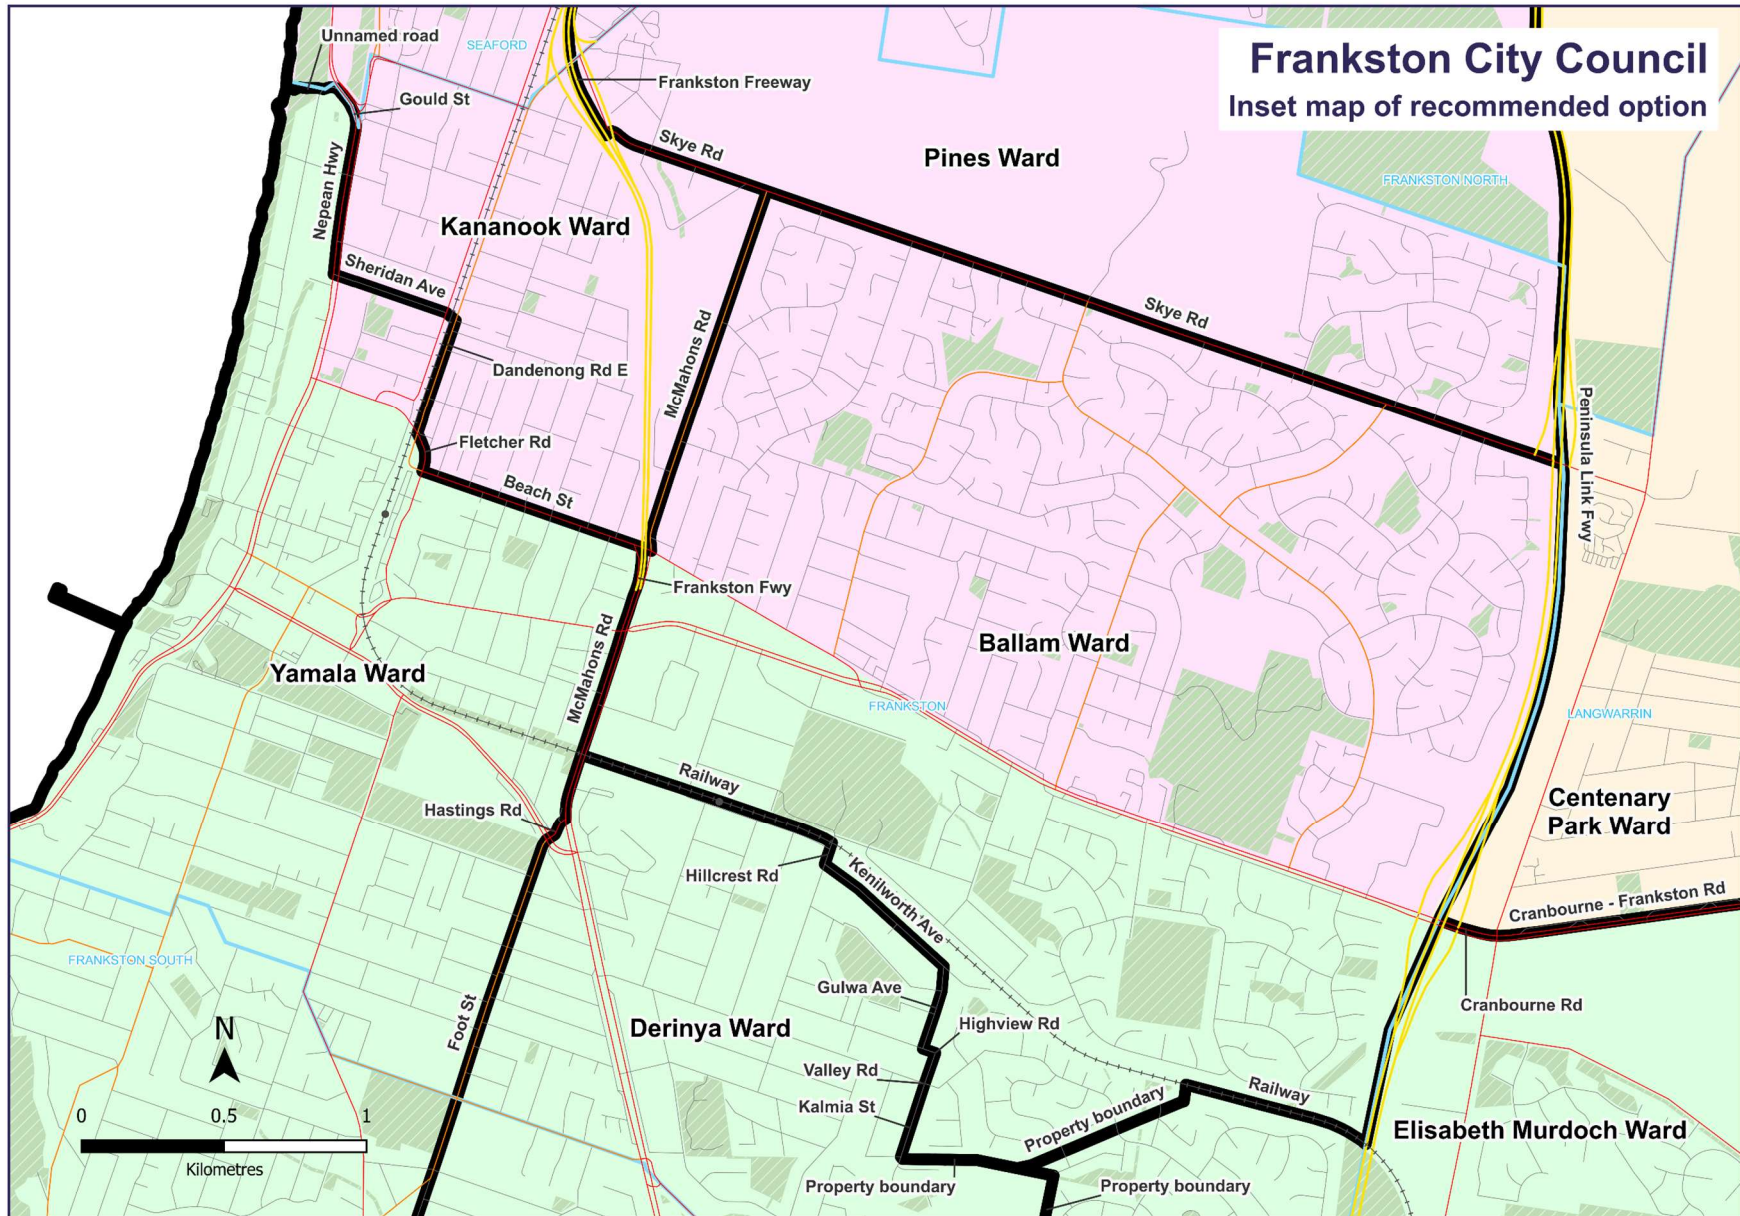 Unnamed road
SEAFORD
Frankston City Council
Inset map of recommended option
Frankston Freeway
Gould St
Skye Rd
Nepean Hwy
Pines Ward
FRANKSTON NORTH
Kananook Ward
Sheridan Ave
McMahons Rd
Skye Rd
Dandenong Rd E
Peninsula Link Fwy
Fletcher Rd
Beach St
Frankston Fwy
McMahons Rd
Ballam Ward
Yamala Ward
FRANKSTON
LANGWARRIN
Railway
Hastings Rd
Centenary
Park Ward
Hillcrest Rd
Kenilworth Ave
Cranbourne - Frankston Rd
FRANKSTON SOUTH
Gulwa Ave
Cranbourne Rd
Foot St
Derinya Ward
Highview Rd
N
Valley Rd
Kalmia St
Railway
Property boundary
Elisabeth Murdoch Ward
0 0.5 1
Kilometres
Property boundary
Property boundary